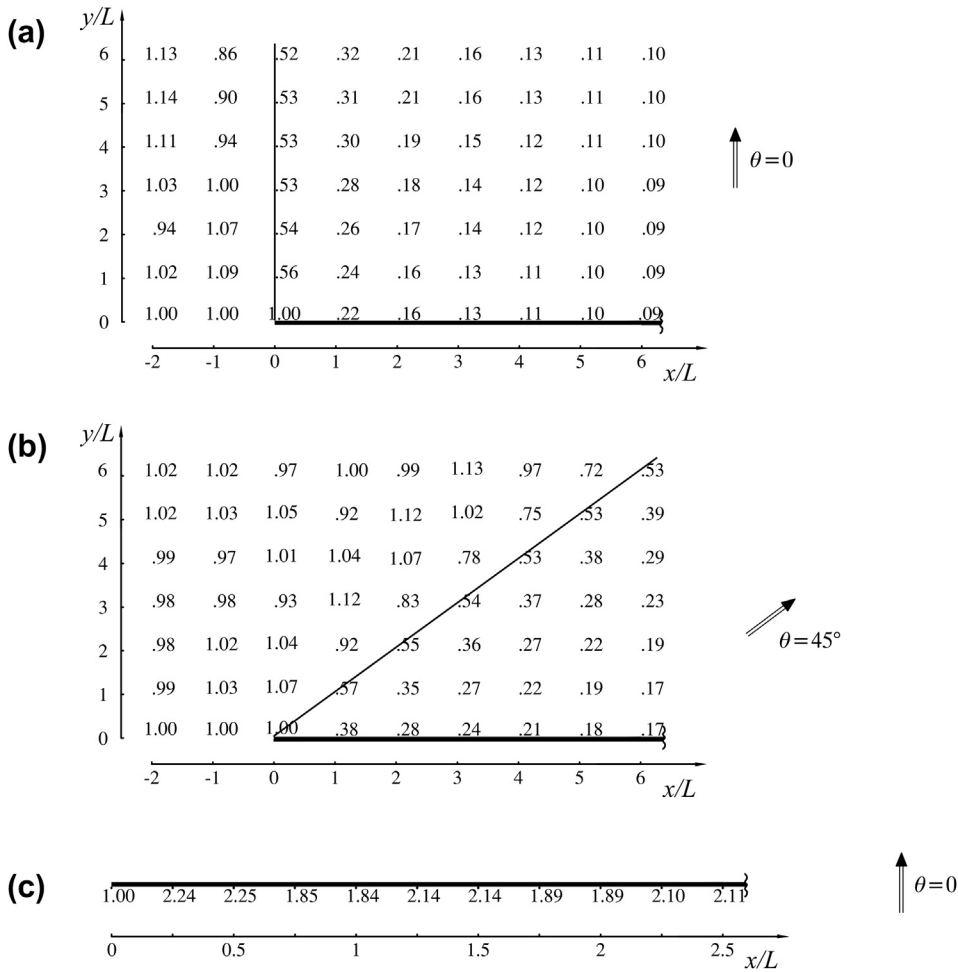 (a)
y/L
6 1.13 .86 .52 .32 .21 .16 .13 .11 .10
5 1.14 .90 .53 .31 .21 .16 .13 .11 .10
4 1.11 .94 .53 .30 .19 .15 .12 .11 .10
θ=0
3 1.03 1.00 .53 .28 .18 .14 .12 .10 .09
2 .94 1.07 .54 .26 .17 .14 .12 .10 .09
1 1.02 1.09 .56 .24 .16 .13 .11 .10 .09
0 1.00 1.00 1.00 .22 .16 .13 .11 .10 .09
-2 -1 0 1 2 3 4 5 6
x/L
(b)
y/L
6 1.02 1.02 .97 1.00 .99 1.13 .97 .72 .53
5 1.02 1.03 1.05 .92 1.12 1.02 .75 .53 .39
4 .99 .97 1.01 1.04 1.07 .78 .53 .38 .29
3 .98 .98 .93 1.12 .83 .54 .37 .28 .23
θ=45°
2 .98 1.02 1.04 .92 .55 .36 .27 .22 .19
1 .99 1.03 1.07 .57 .35 .27 .22 .19 .17
0 1.00 1.00 1.00 .38 .28 .24 .21 .18 .17
-2 -1 0 1 2 3 4 5 6
x/L
(c)
θ=0
1.00 2.24 2.25 1.85 1.84 2.14 2.14 1.89 1.89 2.10 2.11
0 0.5 1 1.5 2 2.5
x/L